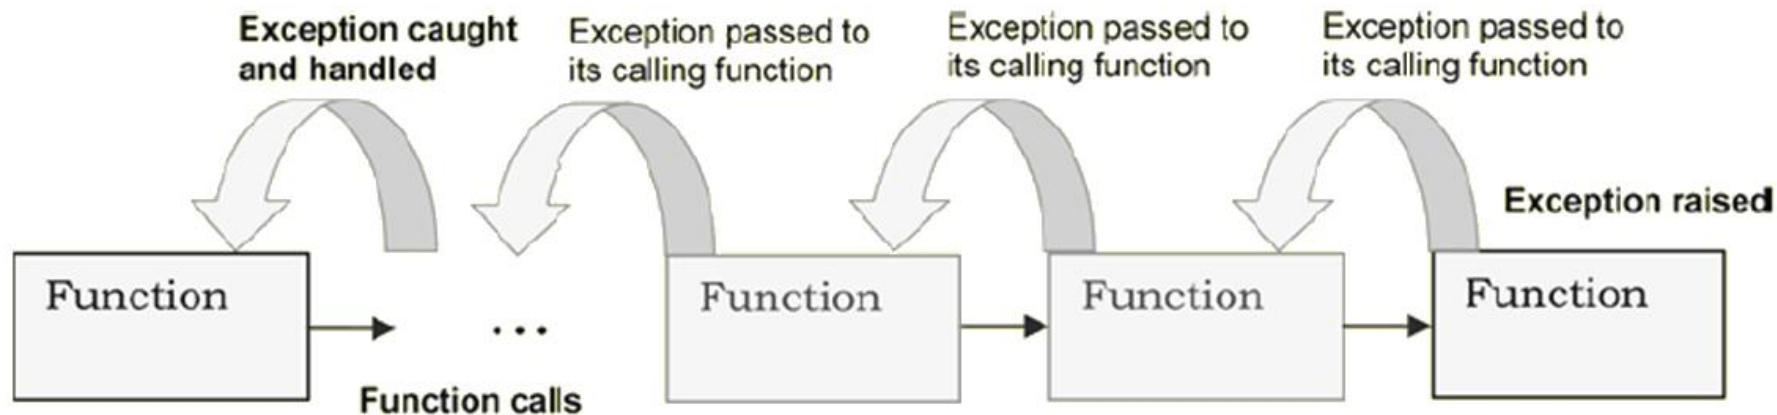 Exception caught
and handled
Exception passed to
its calling function
Exception passed to
its calling function
Exception passed to
its calling function
Exception raised
Function
...
Function
Function
Function
Function calls